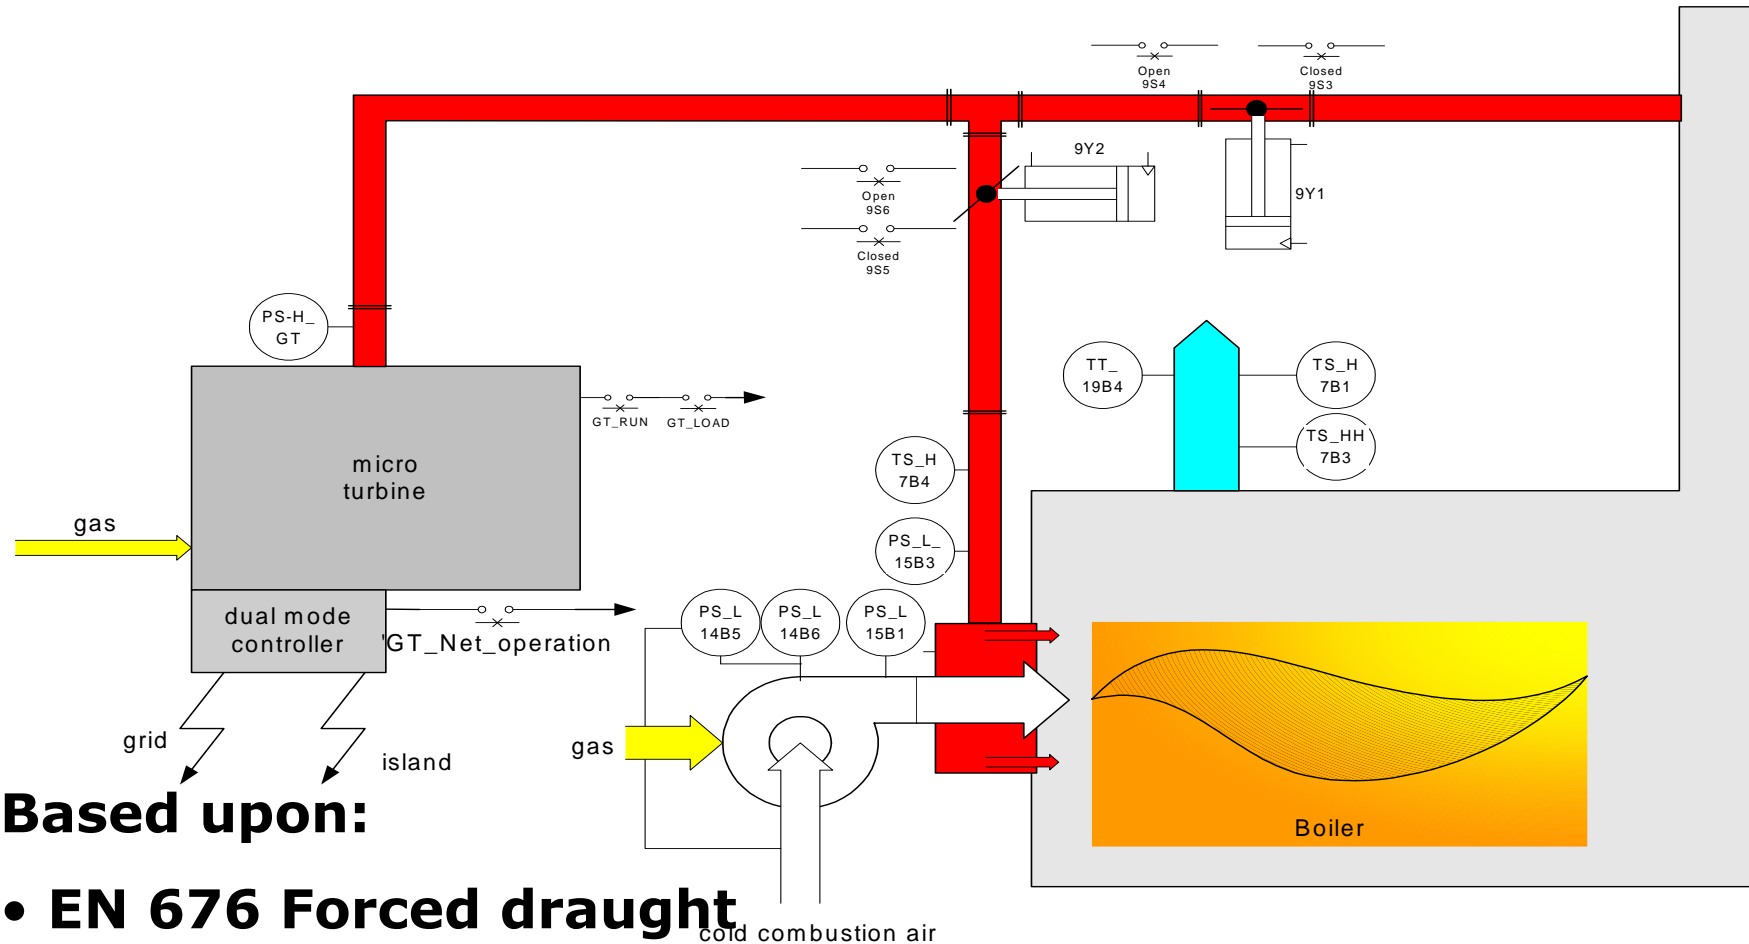 Open
9S4
Closed
9S3
9Y2
9Y1
Open
9S6
Closed
9S5
PS-H_
GT
TT_
19B4
TS_H
7B1
TS_HH
7B3
GT_RUN
GT_LOAD
micro
turbine
TS_H
7B4
gas
PS_L_
15B3
dual mode
controller
'GT_Net_operation
PS_L
14B5
PS_L
14B6
PS_L
15B1
grid
island
gas
Boiler
Based upon:
• EN 676 Forced draught
cold combustion air